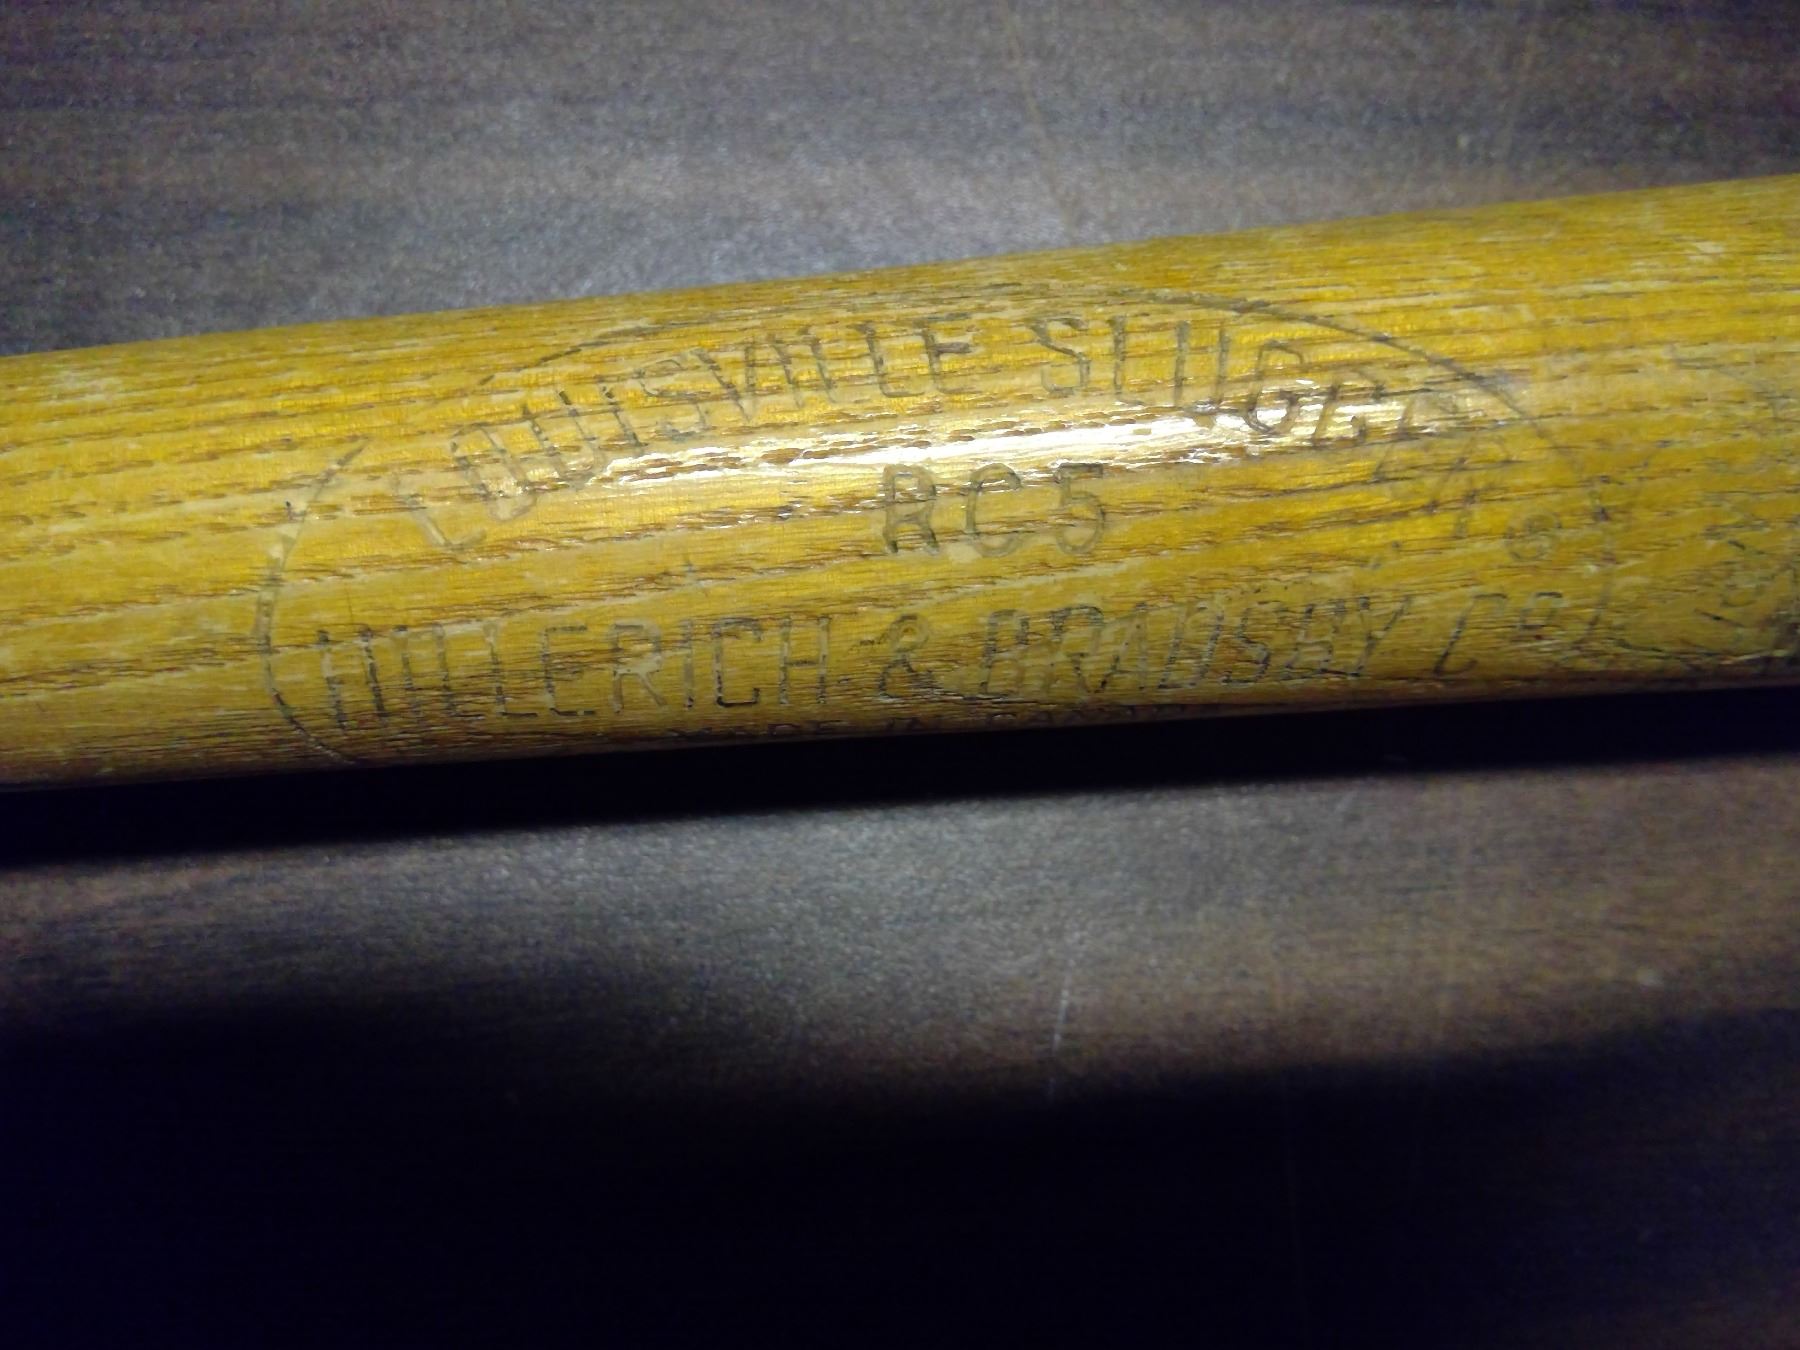 LOUISVILLE SLUGGER
RC5
®
HILLERICH & BRADSBY CO